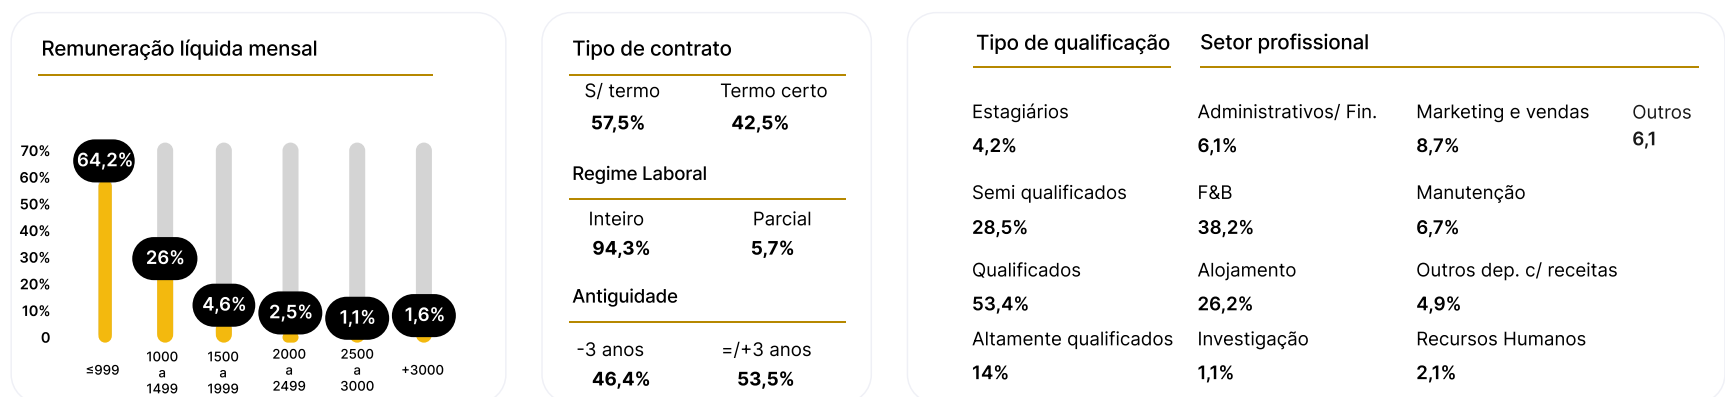 Remuneração líquida mensal
70%
60%
50%
40%
30%
20%
10%
0
64,2%
26%
4,6%
2,5%
1,1%
1,6%
≤999
1000
a
1499
1500
a
1999
2000
a
2499
2500
a
3000
+3000
Tipo de contrato
S/ termo Termo certo
57,5% 42,5%
Regime Laboral
Inteiro Parcial
94,3% 5,7%
Antiguidade
-3 anos =/+3 anos
46,4% 53,5%
Tipo de qualificação Setor profissional
Estagiários Administrativos/ Fin. Marketing e vendas Outros
4,2% 6,1% 8,7% 6,1
Semi qualificados F&B Manutenção
28,5% 38,2% 6,7%
Qualificados Alojamento Outros dep. c/ receitas
53,4% 26,2% 4,9%
Altamente qualificados Investigação Recursos Humanos
14% 1,1% 2,1%